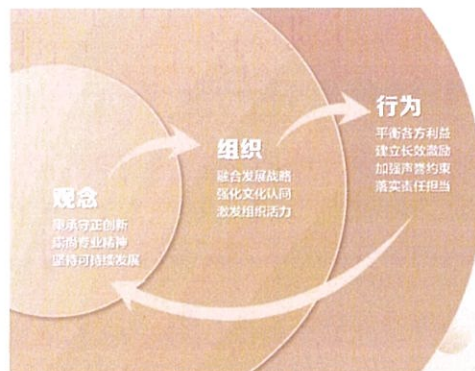 观念
秉承守正创新
崇尚专业精神
坚持可持续发展
组织
融合发展战略
强化文化认同
激发组织活力
行为
平衡各方利益
建立长效激励
加强声誉约束
落实责任担当